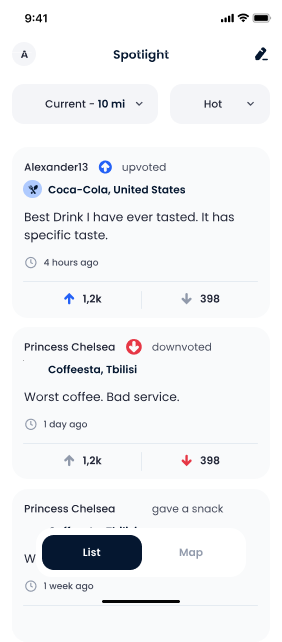 9:41
A
Spotlight
Current - 10 mi
Hot
Alexander13 upvoted
Coca-Cola, United States
Best Drink I have ever tasted. It has
specific taste.
4 hours ago
1,2k
398
Princess Chelsea downvoted
Coffeesta, Tbilisi
Worst coffee. Bad service.
1 day ago
1,2k
398
Princess Chelsea gave a snack
W
List
Map
1 week ago